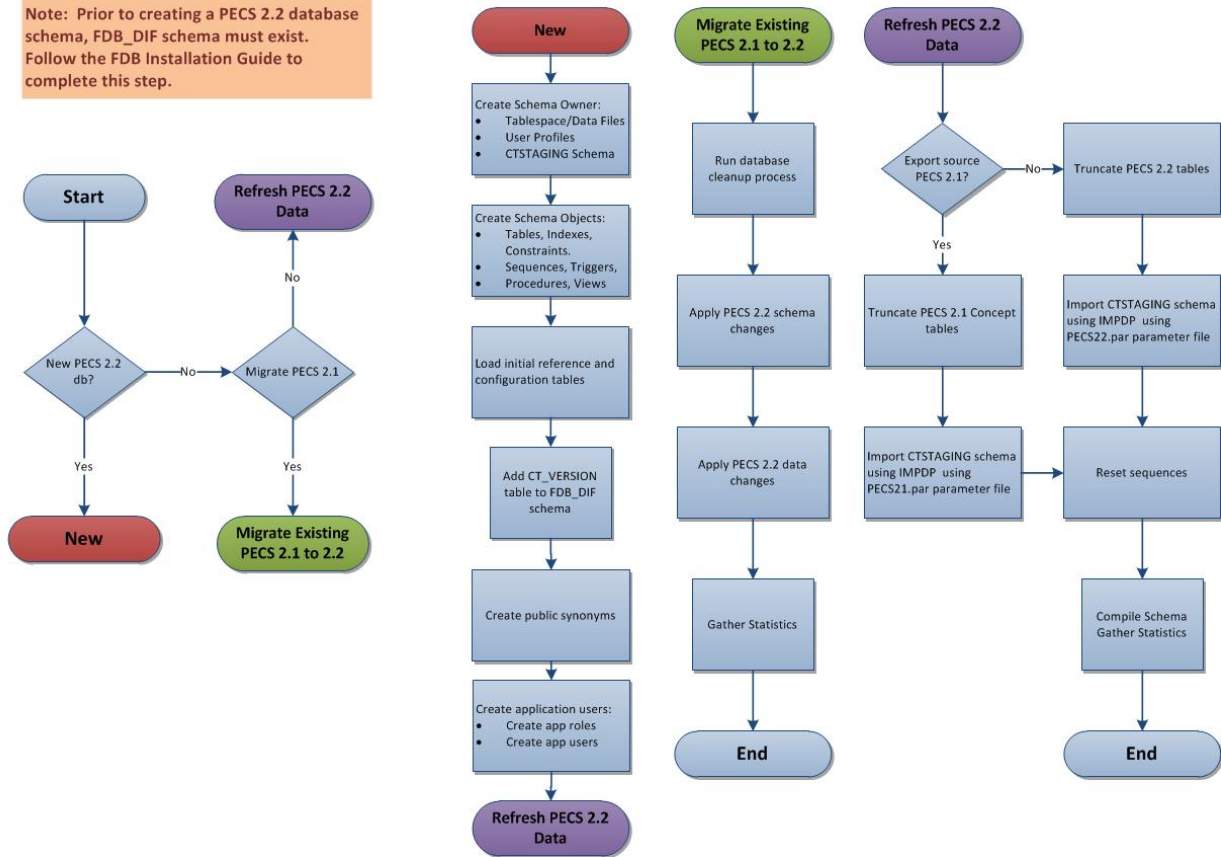 Note: Prior to creating a PECS 2.2 database
schema, FDB_DIF schema must exist.
Follow the FDB Installation Guide to
complete this step.
Start
New PECS 2.2
db?
No
Migrate PECS 2.1
No
Refresh PECS 2.2
Data
Yes
New
Yes
Migrate Existing
PECS 2.1 to 2.2
New
Create Schema Owner:
• Tablespace/Data Files
• User Profiles
• CTSTAGING Schema
Create Schema Objects:
• Tables, Indexes,
Constraints.
• Sequences, Triggers,
• Procedures, Views
Load initial reference and
configuration tables
Add CT_VERSION
table to FDB_DIF
schema
Create public synonyms
Create application users:
• Create app roles
• Create app users
Refresh PECS 2.2
Data
Migrate Existing
PECS 2.1 to 2.2
Run database
cleanup process
Apply PECS 2.2 schema
changes
Apply PECS 2.2 data
changes
Gather Statistics
End
Refresh PECS 2.2
Data
Export source
PECS 2.1?
No
Truncate PECS 2.2 tables
Yes
Truncate PECS 2.1 Concept
tables
Import CTSTAGING schema
using IMPDP using
PECS22.par parameter file
Import CTSTAGING schema
using IMPDP using
PECS21.par parameter file
Reset sequences
Compile Schema
Gather Statistics
End